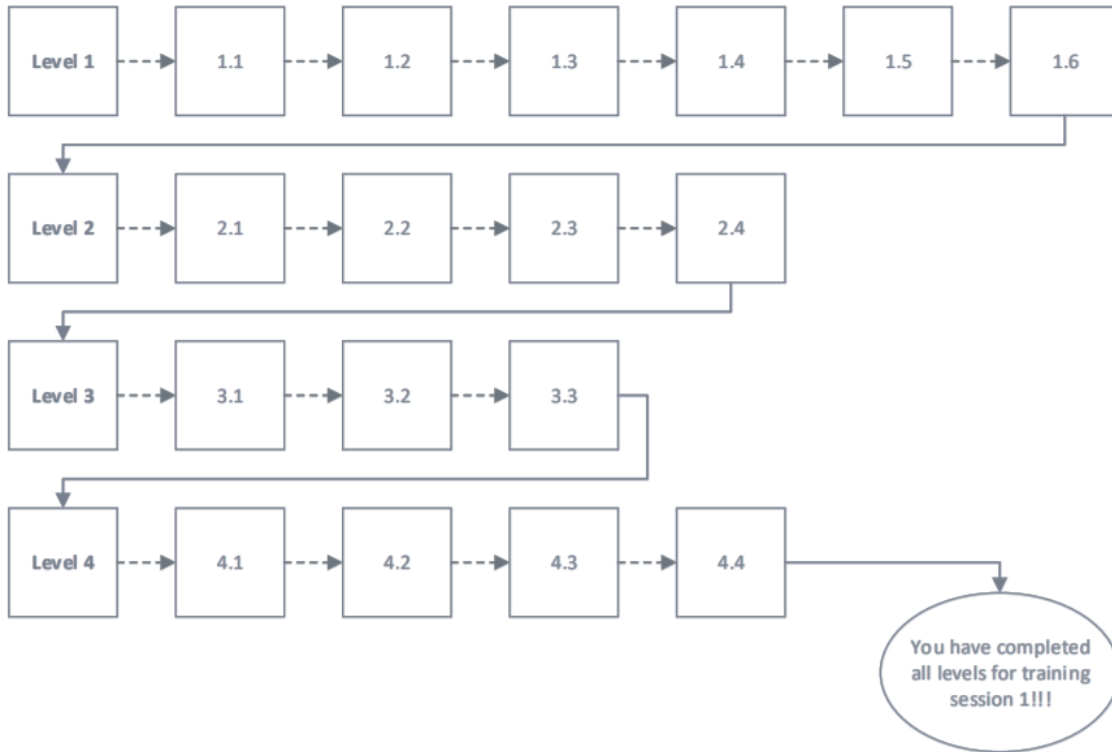 Level 1
1.1
1.2
1.3
1.4
1.5
1.6
Level 2
2.1
2.2
2.3
2.4
Level 3
3.1
3.2
3.3
Level 4
4.1
4.2
4.3
4.4
You have completed
all levels for training
session 1!!!